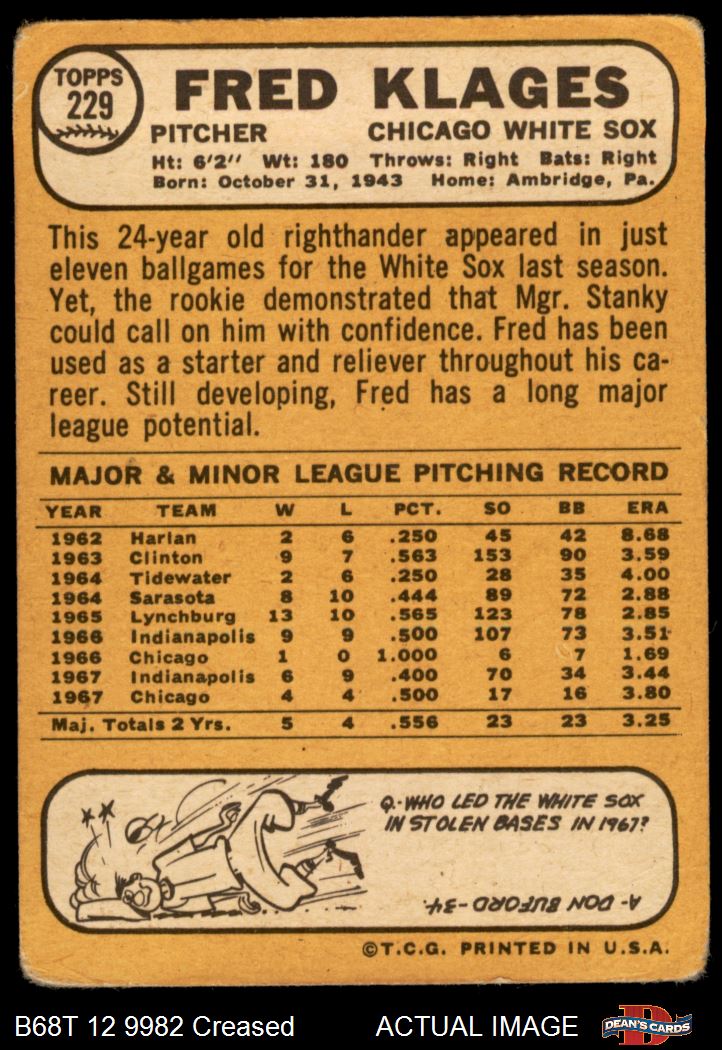 TOPPS
229
FRED KLAGES
PITCHER CHICAGO WHITE SOX
Ht: 6'2" Wt: 180 Throws: Right Bats: Right
Born: October 31, 1943 Home: Ambridge, Pa.
This 24-year old righthander appeared in just
eleven ballgames for the White Sox last season.
Yet, the rookie demonstrated that Mgr. Stanky
could call on him with confidence. Fred has been
used as a starter and reliever throughout his ca-
reer. Still developing, Fred has a long major
league potential.
MAJOR & MINOR LEAGUE PITCHING RECORD
YEAR TEAM W L PCT. SO BB ERA
1962 Harlan 2 6 .250 45 42 8.68
1963 Clinton 9 7 .563 153 90 3.59
1964 Tidewater 2 6 .250 28 35 4.00
1964 Sarasota 8 10 .444 89 72 2.88
1965 Lynchburg 13 10 .565 123 78 2.85
1966 Indianapolis 9 9 .500 107 73 3.51
1966 Chicago 1 0 1.000 6 7 1.69
1967 Indianapolis 6 9 .400 70 34 3.44
1967 Chicago 4 4 .500 17 16 3.80
Maj. Totals 2 Yrs. 5 4 .556 23 23 3.25
Q.-WHO LED THE WHITE SOX
IN STOLEN BASES IN 1967?
A- DON BUFORD-34.
©T.C.G. PRINTED IN U.S.A.
B68T 12 9982 Creased ACTUAL IMAGE
D
DEAN'S CARDS